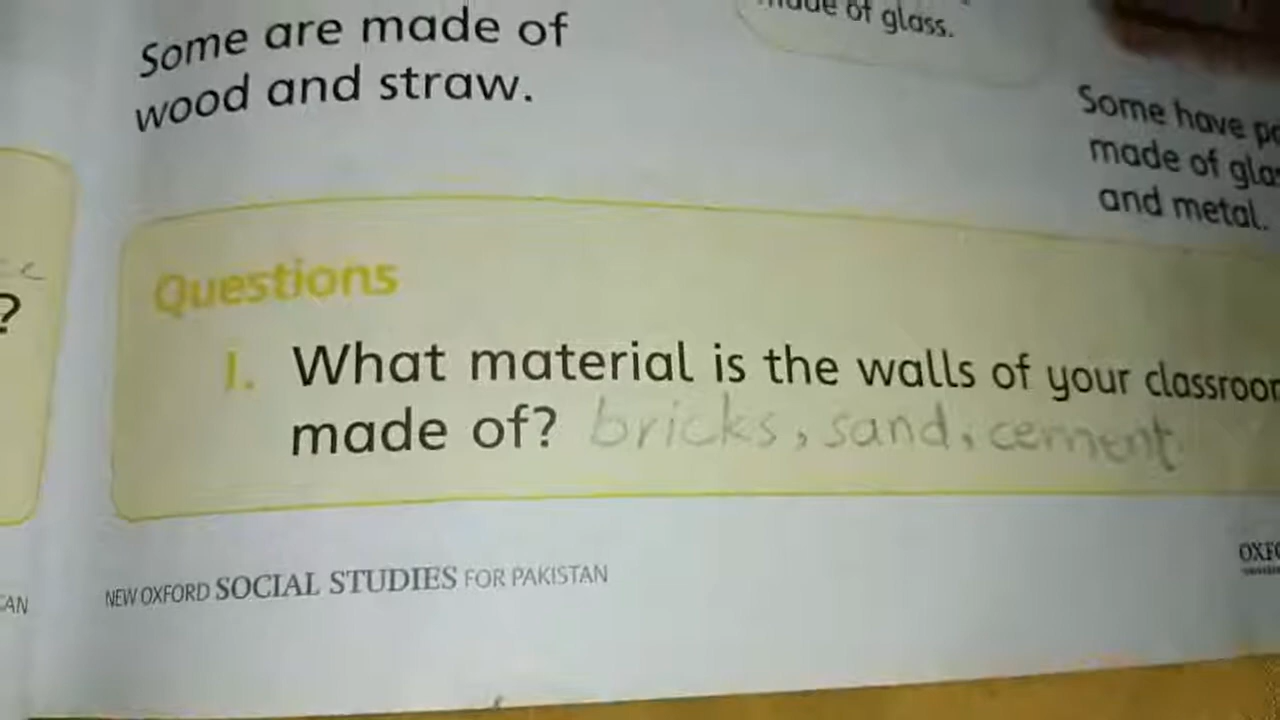 Some are made of
wood and straw.
made of glass.
Some have
made of
and metal.
?
Questions
1. What material is the walls of your
made of? bricks, sand, cement
NEW OXFORD SOCIAL STUDIES FOR PAKISTAN